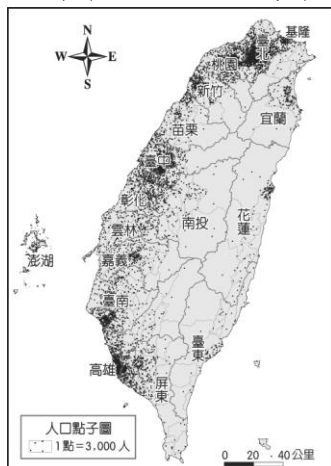 N
W E
S
基隆
臺北
桃園
新竹
宜蘭
苗栗
臺中
彰化
南投
花蓮
雲林
澎湖
嘉義
臺南
臺東
高雄
屏東
人口點子圖
1點=3.000人
0 20 40公里